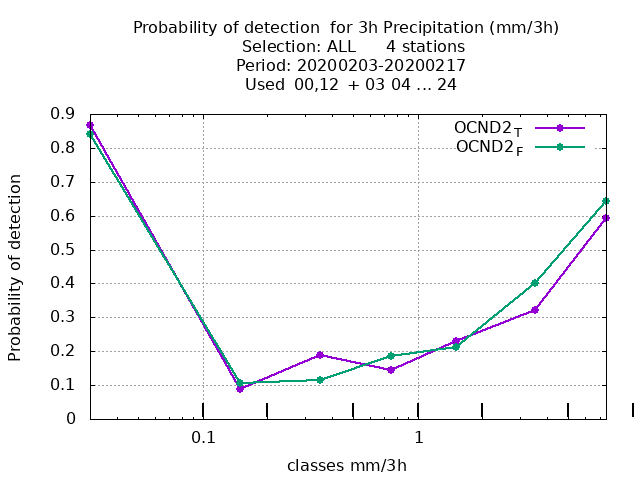 Probability of detection for 3h Precipitation (mm/3h)
Selection: ALL 4 stations
Period: 20200203-20200217
Used 00,12 + 03 04 ... 24
OCND2T
OCND2F
0.9
0.8
0.7
0.6
0.5
0.4
0.3
0.2
0.1
0
Probability of detection
0.1 1
classes mm/3h